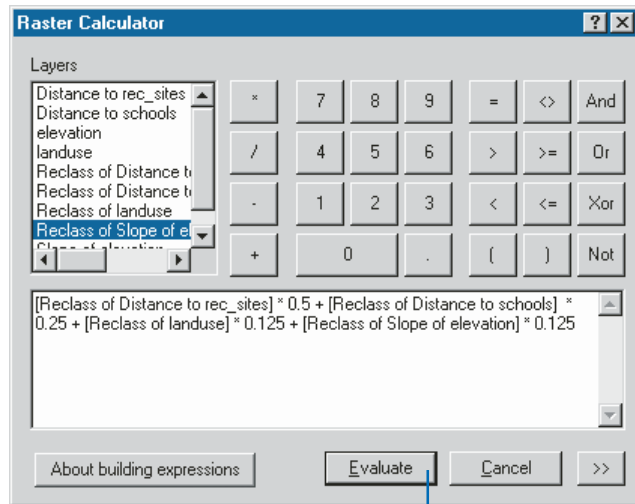 Raster Calculator ? X
Layers
Distance to rec_sites
Distance to schools
elevation
landuse
Reclass of Distance t
Reclass of Distance t
Reclass of landuse
Reclass of Slope of e
Slope of elevation
* 7 8 9 = <> And
/ 4 5 6 > >= Or
- 1 2 3 < <= Xor
+ 0 . ( ) Not
[Reclass of Distance to rec_sites] * 0.5 + [Reclass of Distance to schools] *
0.25 + [Reclass of landuse] * 0.125 + [Reclass of Slope of elevation] * 0.125
About building expressions Evaluate Cancel >>